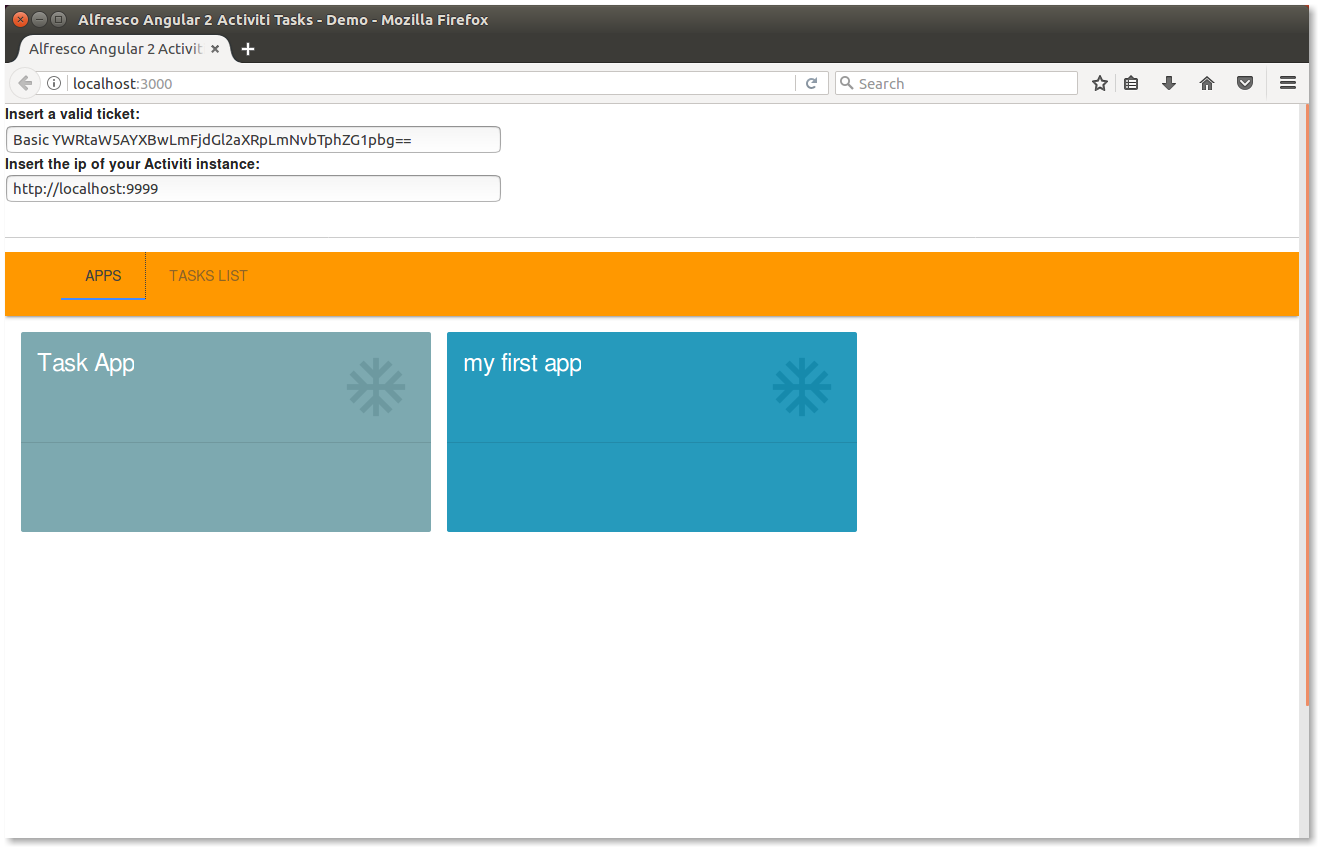 Alfresco Angular 2 Activiti Tasks - Demo - Mozilla Firefox
Alfresco Angular 2 Activit
localhost:3000
Search
Insert a valid ticket:
Basic YWRtaW5AYXBwLmFjdGl2aXRpLmNvbTphZG1pbg==
Insert the ip of your Activiti instance:
http://localhost:9999
APPS TASKS LIST
Task App
my first app